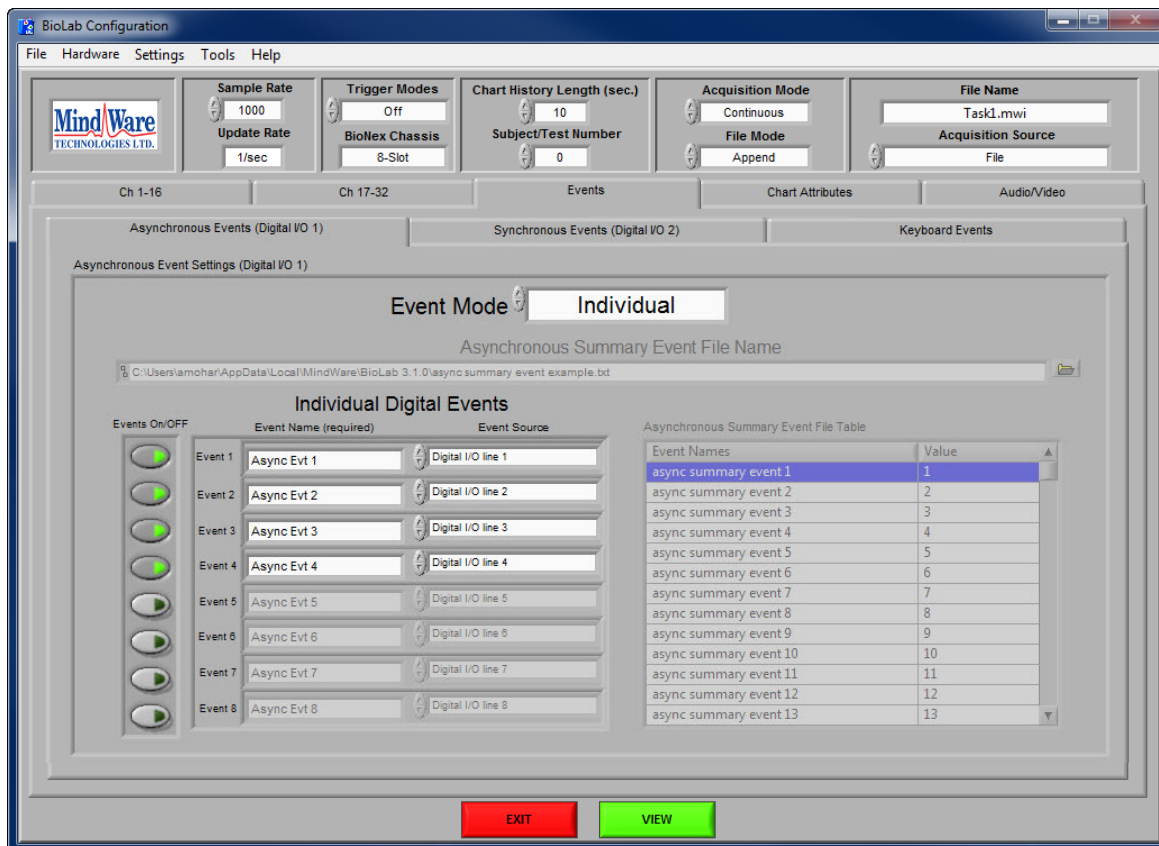 BioLab Configuration
File Hardware Settings Tools Help
MindWare
TECHNOLOGIES LTD.
Sample Rate
1000
Update Rate
1/sec
Trigger Modes
Off
BioNex Chassis
8-Slot
Chart History Length (sec.)
10
Subject/Test Number
0
Acquisition Mode
Continuous
File Mode
Append
File Name
Task1.mwi
Acquisition Source
File
Ch 1-16 Ch 17-32 Events Chart Attributes Audio/Video
Asynchronous Events (Digital I/O 1) Synchronous Events (Digital I/O 2) Keyboard Events
Asynchronous Event Settings (Digital I/O 1)
Event Mode Individual
Asynchronous Summary Event File Name
C:\Users\amohar\AppData\Local\MindWare\BioLab 3.1.0\async summary event example.txt
Individual Digital Events
Events On/OFF Event Name (required) Event Source
Event 1 Async Evt 1 Digital I/O line 1
Event 2 Async Evt 2 Digital I/O line 2
Event 3 Async Evt 3 Digital I/O line 3
Event 4 Async Evt 4 Digital I/O line 4
Event 5 Async Evt 5 Digital I/O line 5
Event 6 Async Evt 6 Digital I/O line 6
Event 7 Async Evt 7 Digital I/O line 7
Event 8 Async Evt 8 Digital I/O line 8
Asynchronous Summary Event File Table
Event Names Value
async summary event 1 1
async summary event 2 2
async summary event 3 3
async summary event 4 4
async summary event 5 5
async summary event 6 6
async summary event 7 7
async summary event 8 8
async summary event 9 9
async summary event 10 10
async summary event 11 11
async summary event 12 12
async summary event 13 13
EXIT VIEW